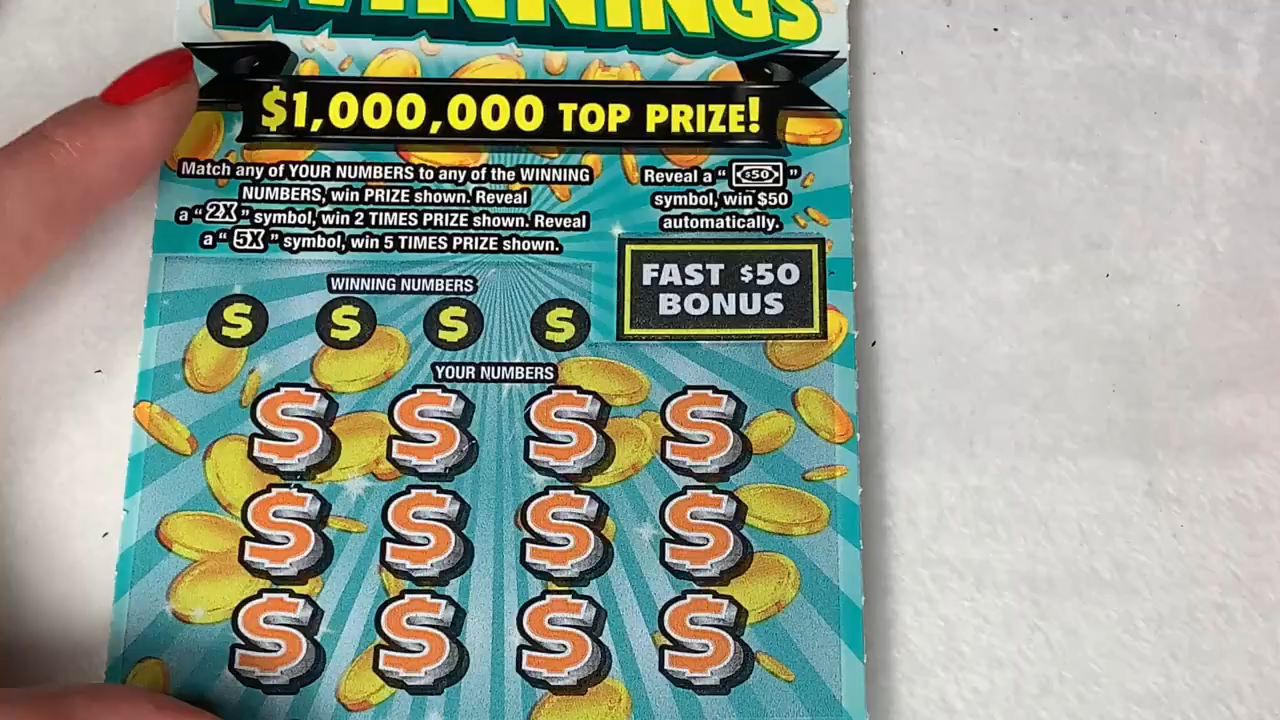 WINNINGS
$1,000,000 TOP PRIZE!
Match any of YOUR NUMBERS to any of the WINNING
NUMBERS, win PRIZE shown. Reveal
a "2X" symbol, win 2 TIMES PRIZE shown. Reveal
a "5X" symbol, win 5 TIMES PRIZE shown.
Reveal a "$50"
symbol, win $50
automatically.
FAST $50
BONUS
WINNING NUMBERS
$ $ $ $
YOUR NUMBERS
$ $ $ $
$ $ $ $
$ $ $ $